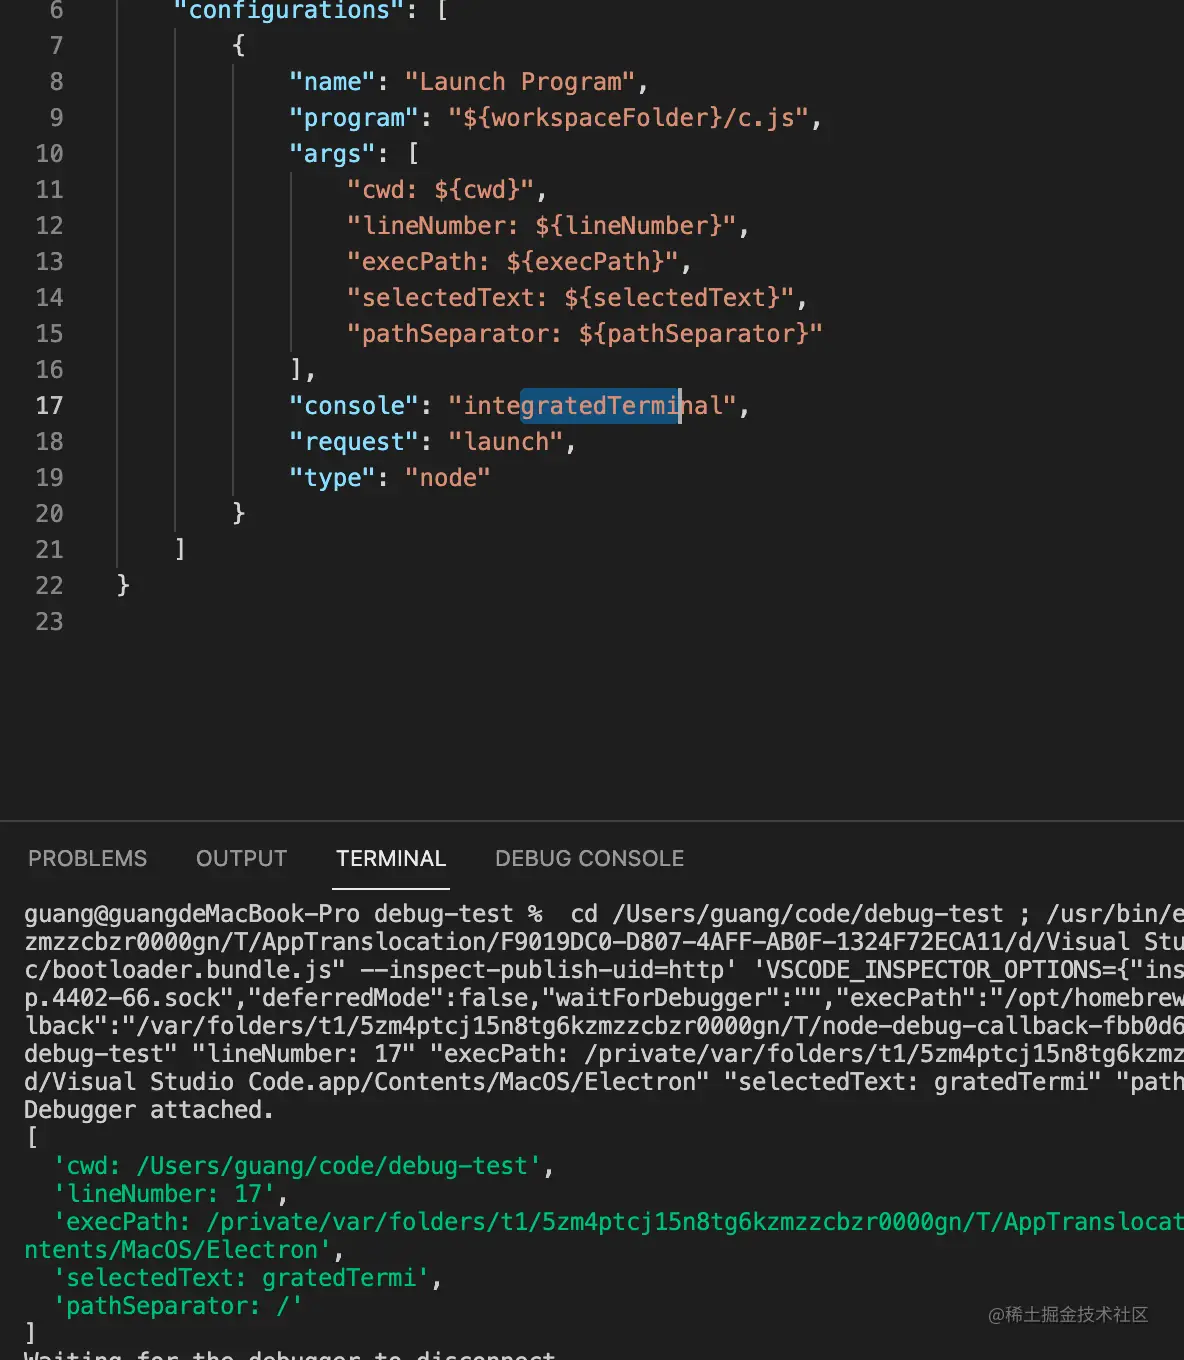 6 "configurations": [
7 {
8 "name": "Launch Program",
9 "program": "${workspaceFolder}/c.js",
10 "args": [
11 "cwd: ${cwd}",
12 "lineNumber: ${lineNumber}",
13 "execPath: ${execPath}",
14 "selectedText: ${selectedText}",
15 "pathSeparator: ${pathSeparator}"
16 ],
17 "console": "integratedTerminal",
18 "request": "launch",
19 "type": "node"
20 }
21 ]
22 }
23
PROBLEMS OUTPUT TERMINAL DEBUG CONSOLE
guang@guangdeMacBook-Pro debug-test %  cd /Users/guang/code/debug-test ; /usr/bin/e
zmzzcbzr0000gn/T/AppTranslocation/F9019DC0-D807-4AFF-AB0F-1324F72ECA11/d/Visual Stu
c/bootloader.bundle.js" --inspect-publish-uid=http' 'VSCODE_INSPECTOR_OPTIONS={"ins
p.4402-66.sock","deferredMode":false,"waitForDebugger":"","execPath":"/opt/homebrew
lback":"/var/folders/t1/5zm4ptcj15n8tg6kzmzzcbzr0000gn/T/node-debug-callback-fbb0d6
debug-test" "lineNumber: 17" "execPath: /private/var/folders/t1/5zm4ptcj15n8tg6kzmz
d/Visual Studio Code.app/Contents/MacOS/Electron" "selectedText: gratedTermi" "path
Debugger attached.
[
'cwd: /Users/guang/code/debug-test',
'lineNumber: 17',
'execPath: /private/var/folders/t1/5zm4ptcj15n8tg6kzmzzcbzr0000gn/T/AppTranslocat
ntents/MacOS/Electron',
'selectedText: gratedTermi',
'pathSeparator: /'
]
@稀土掘金技术社区
Waiting for the debugger to disconnect